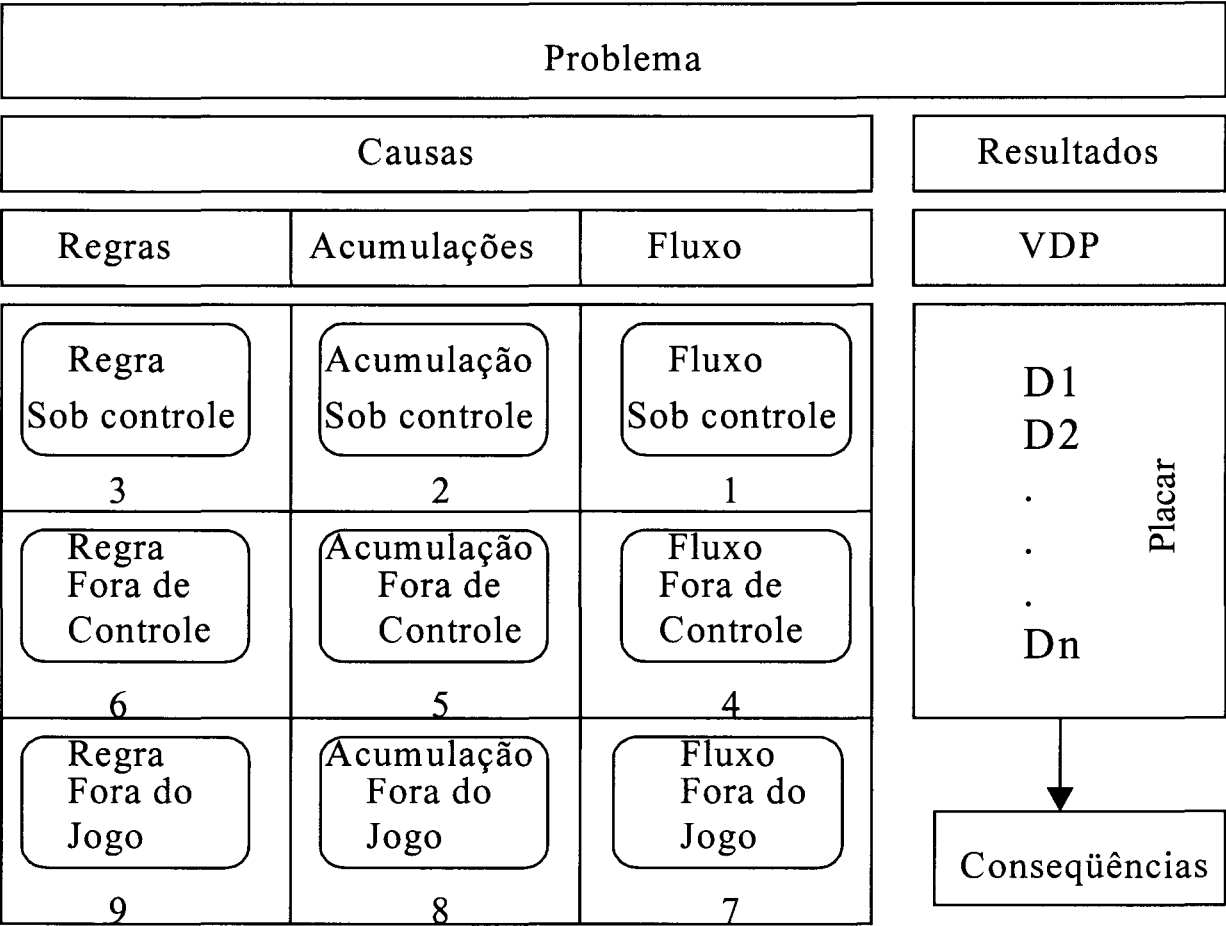 Problema
Causas
Resultados
Regras
Acumulações
Fluxo
VDP
Regra
Sob controle
3
Acumulação
Sob controle
2
Fluxo
Sob controle
1
Regra
Fora de
Controle
6
Acumulação
Fora de
Controle
5
Fluxo
Fora de
Controle
4
Regra
Fora do
Jogo
9
Acumulação
Fora do
Jogo
8
Fluxo
Fora do
Jogo
7
D1
D2
.
.
.
Dn
Placar
Conseqüências